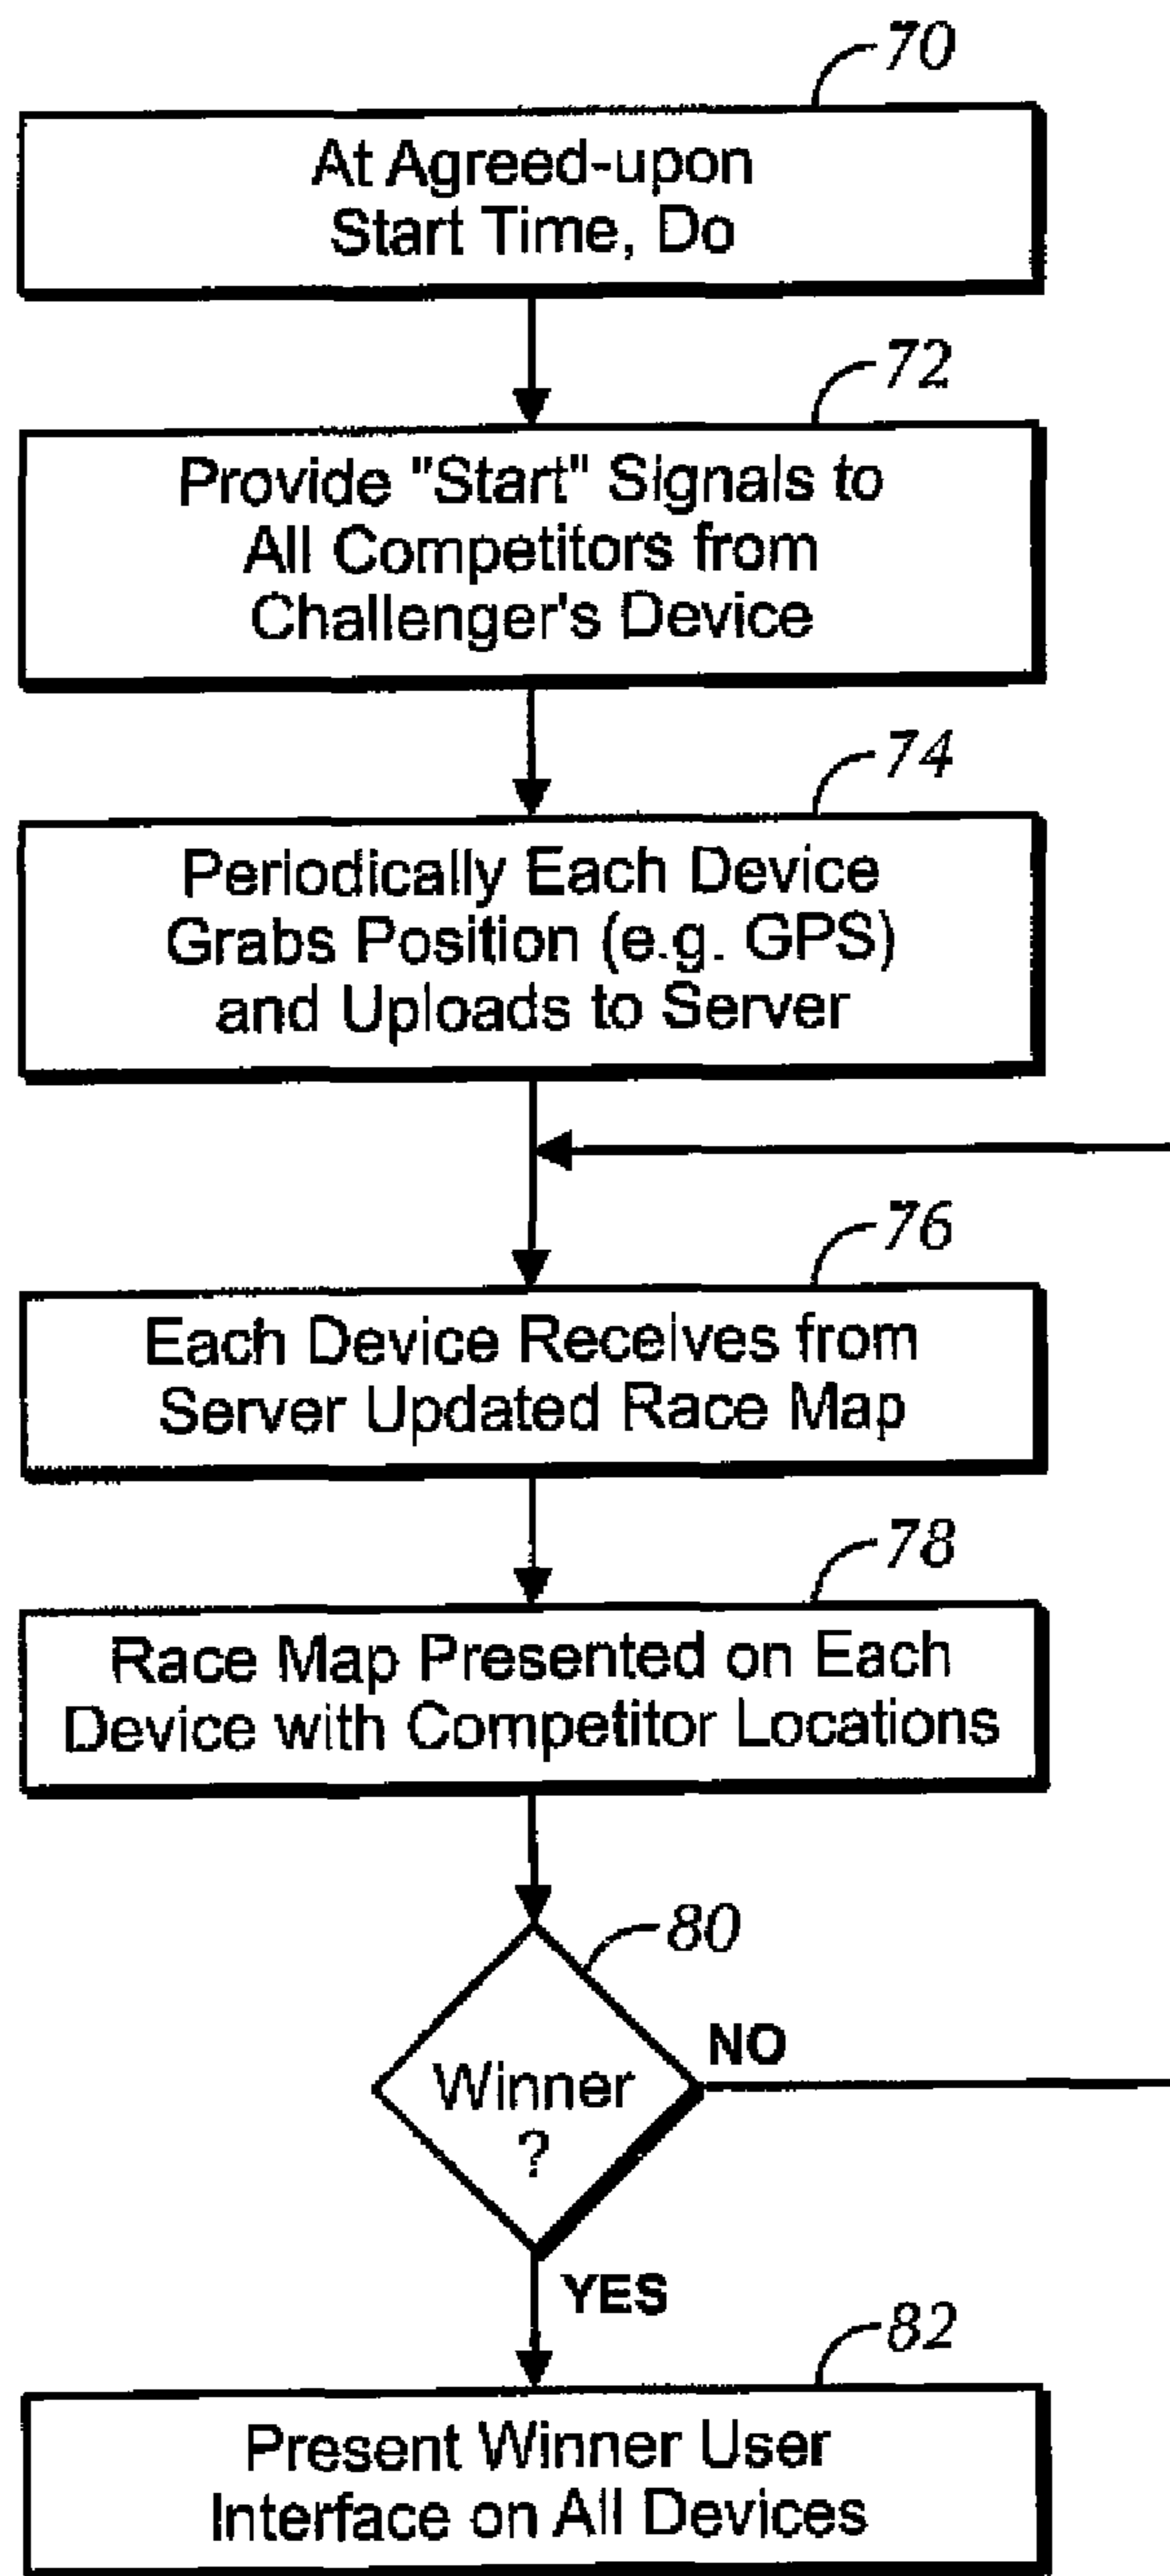 70
At Agreed-upon
Start Time, Do
72
Provide "Start" Signals to
All Competitors from
Challenger's Device
74
Periodically Each Device
Grabs Position (e.g. GPS)
and Uploads to Server
76
Each Device Receives from
Server Updated Race Map
78
Race Map Presented on Each
Device with Competitor Locations
80
NO
Winner
?
YES
82
Present Winner User
Interface on All Devices